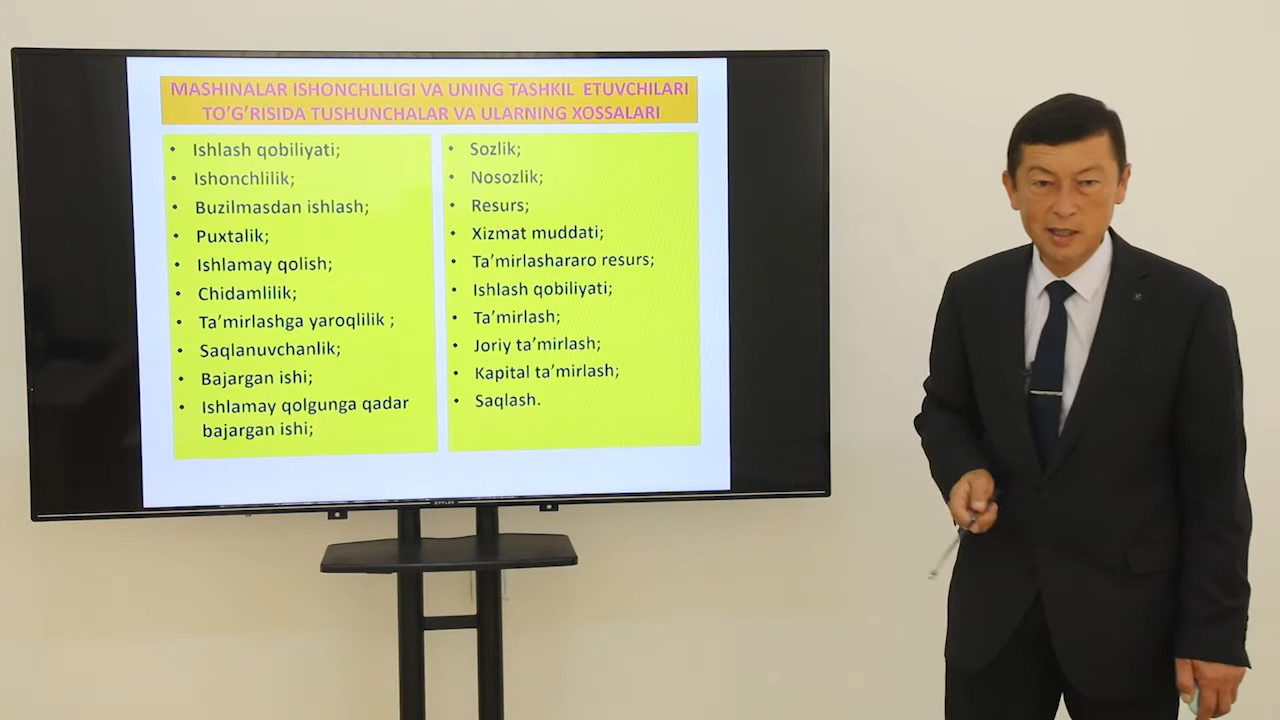 MASHINALAR ISHONCHLILIGI VA UNING TASHKIL ETUVCHILARI
TO’G’RISIDA TUSHUNCHALAR VA ULARNING XOSSALARI
• Ishlash qobiliyati;
• Ishonchlilik;
• Buzilmasdan ishlash;
• Puxtalik;
• Ishlamay qolish;
• Chidamlilik;
• Ta’mirlashga yaroqlilik ;
• Saqlanuvchanlik;
• Bajargan ishi;
• Ishlamay qolgunga qadar
bajargan ishi;
• Sozlik;
• Nosozlik;
• Resurs;
• Xizmat muddati;
• Ta’mirlashararo resurs;
• Ishlash qobiliyati;
• Ta’mirlash;
• Joriy ta’mirlash;
• Kapital ta’mirlash;
• Saqlash.